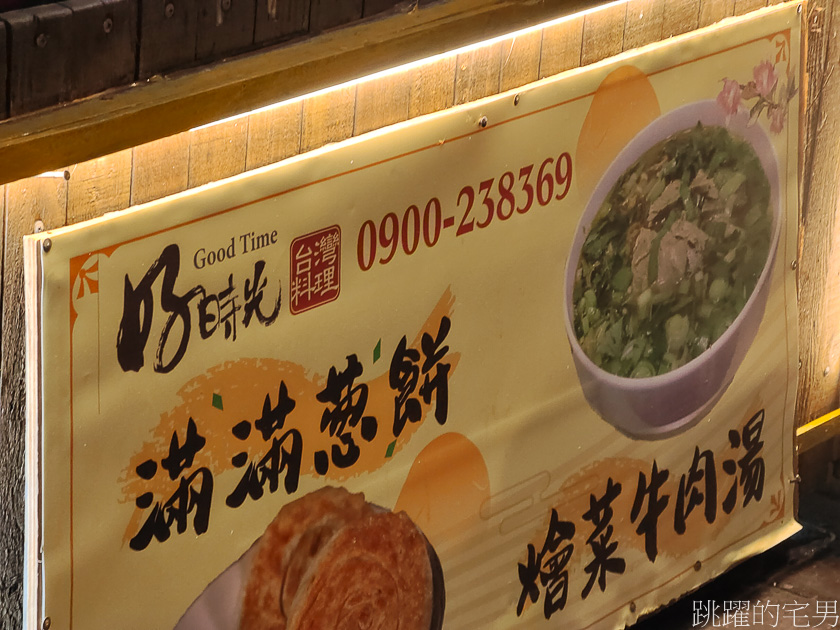 Good Time
好時光
台灣
料理
0900-238369
滿滿蔥餅
燴菜牛肉湯
跳躍的宅男